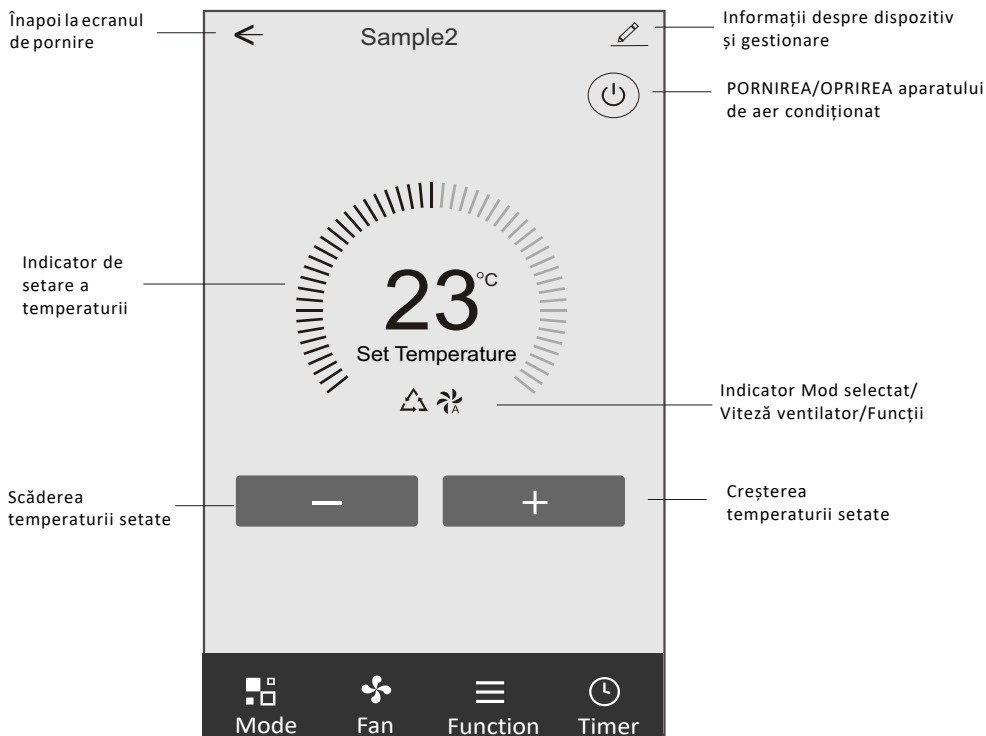 Înapoi la ecranul
de pornire
Sample2
Informații despre dispozitiv
și gestionare
PORNIREA/OPRIREA aparatului
de aer condiționat
Indicator de
setare a
temperaturii
23°C
Set Temperature
A
Indicator Mod selectat/
Viteză ventilator/Funcții
Scăderea
temperaturii setate
Creșterea
temperaturii setate
Mode Fan Function Timer